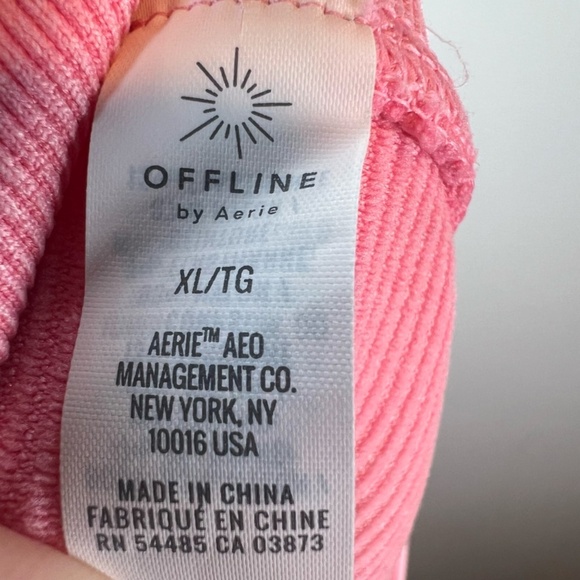 OFFLINE
by Aerie
XL/TG
AERIE™ AEO
MANAGEMENT CO.
NEW YORK, NY
10016 USA
MADE IN CHINA
FABRIQUÉ EN CHINE
RN 54485 CA 03873